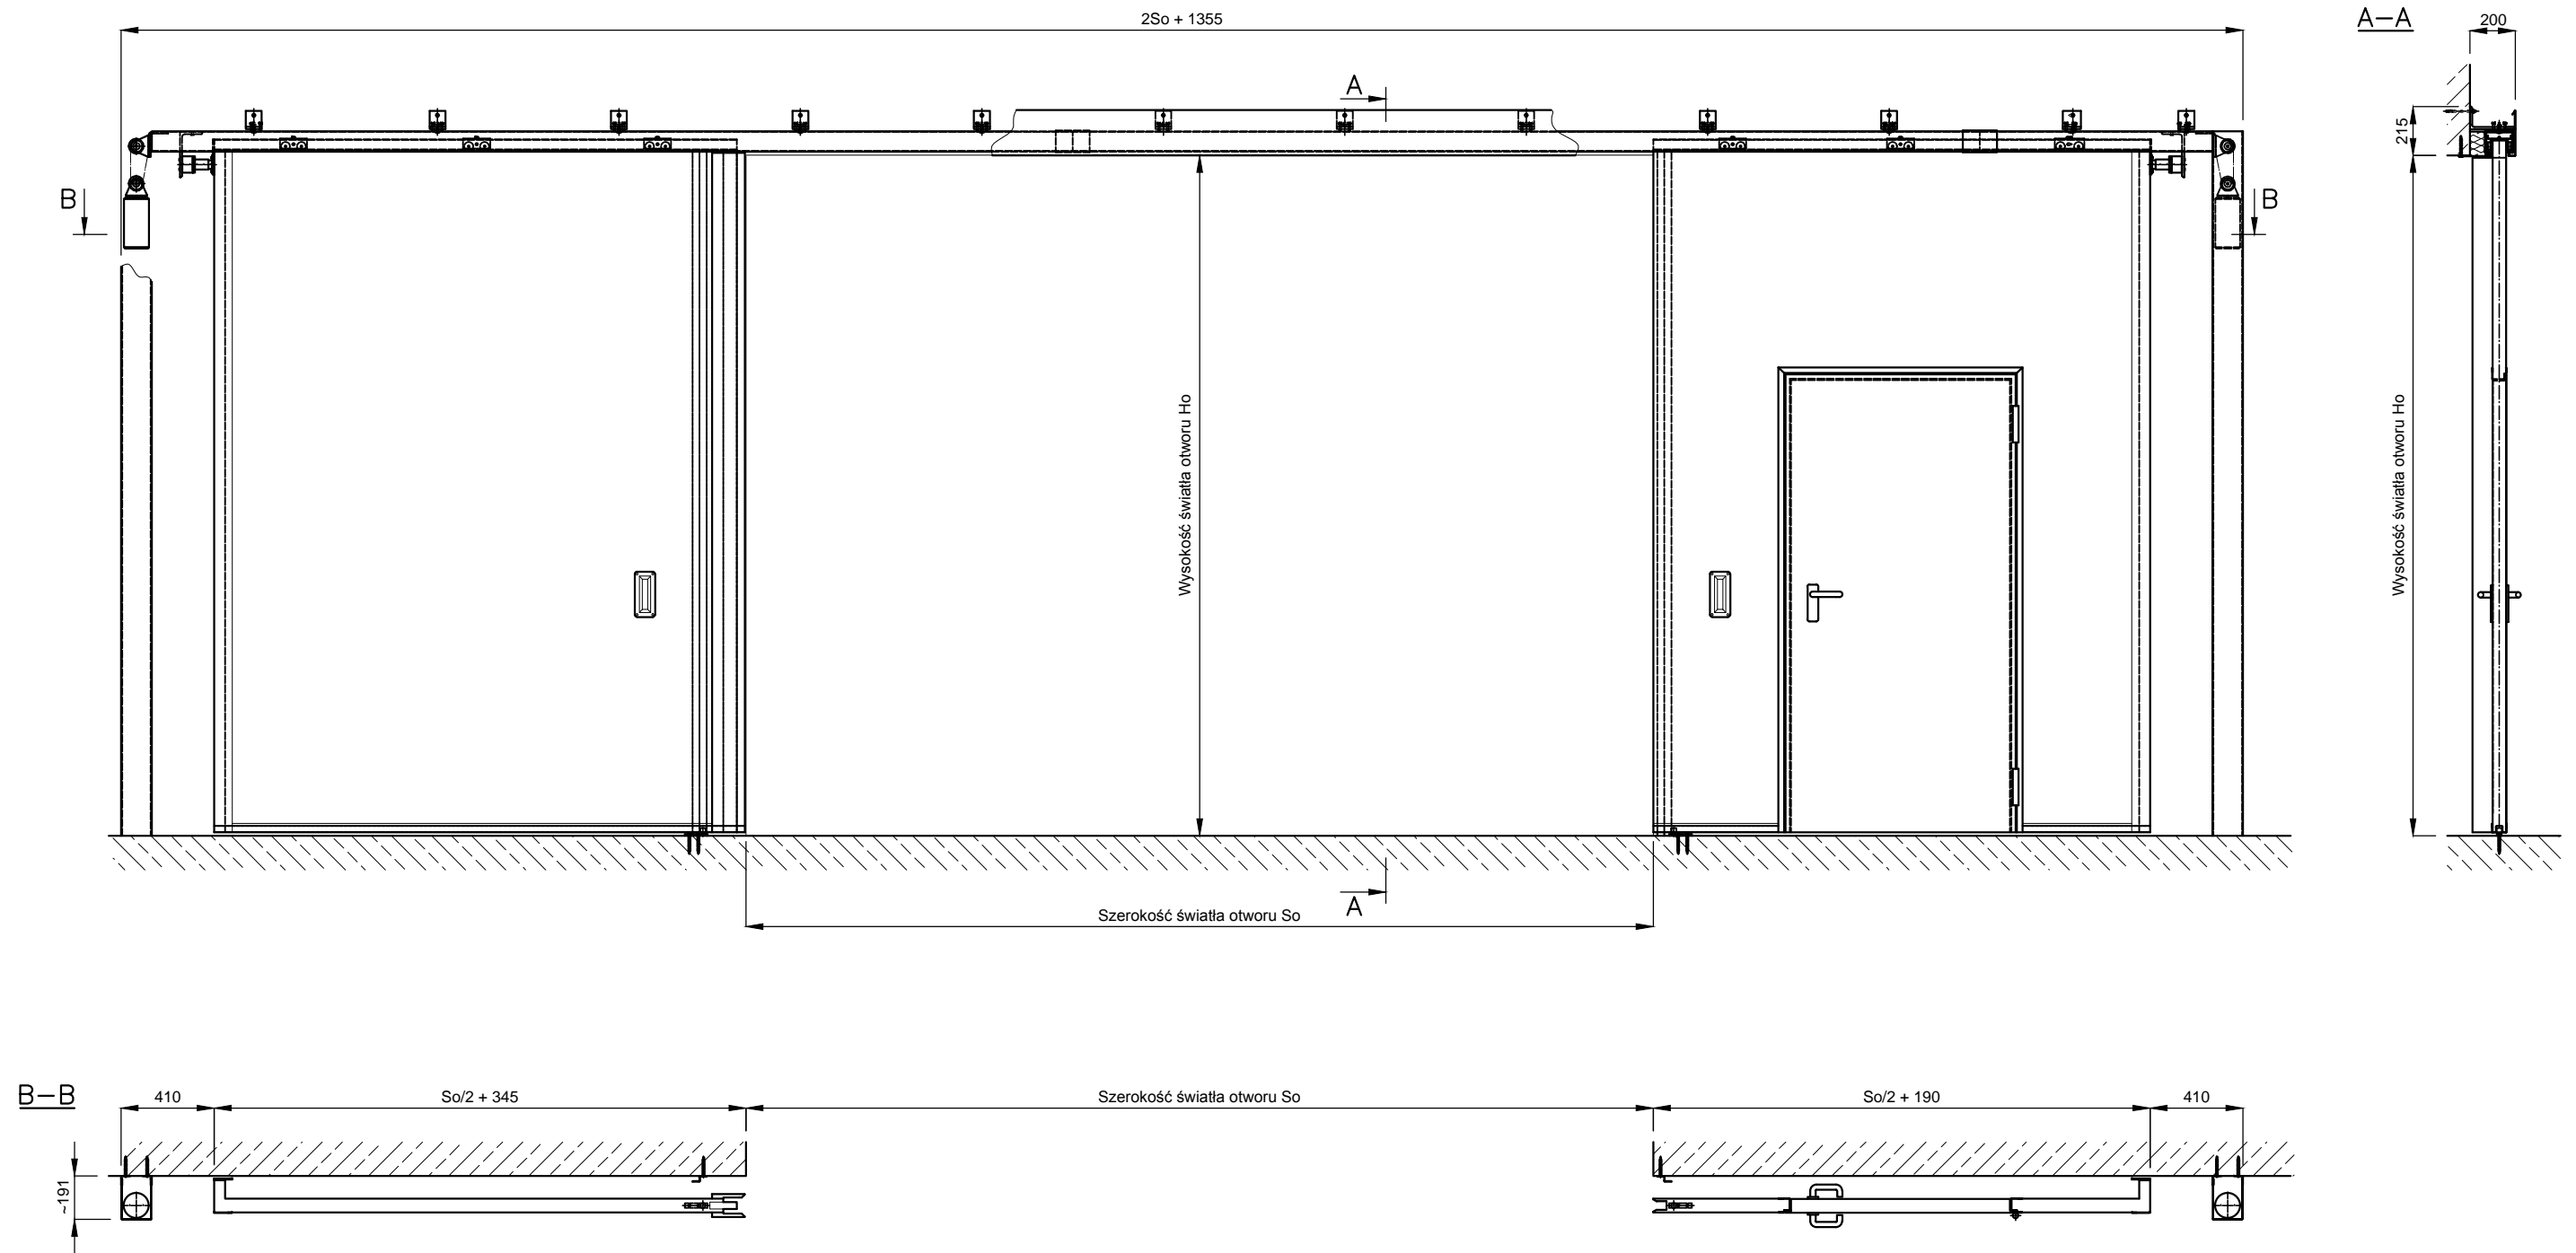 2So + 1355
A-A
200
A
215
B
B
Wysokość światła otworu Ho
Wysokość światła otworu Ho
A
Szerokość światła otworu So
B-B
410
So/2 + 345
Szerokość światła otworu So
So/2 + 190
410
~191